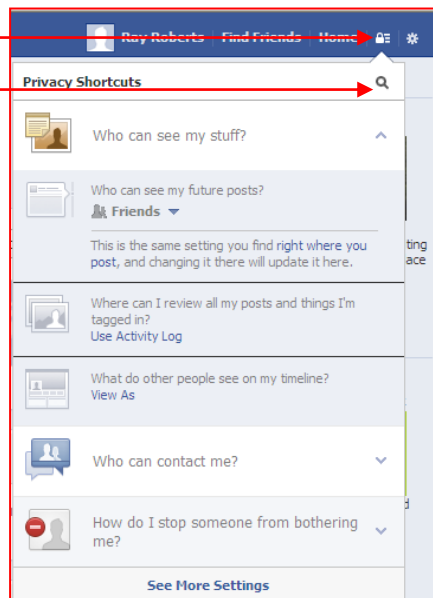 Ray Roberts Find Friends Home
Privacy Shortcuts
Who can see my stuff?
Who can see my future posts?
Friends
This is the same setting you find right where you
post, and changing it there will update it here.
ting
ace
Where can I review all my posts and things I'm
tagged in?
Use Activity Log
What do other people see on my timeline?
View As
Who can contact me?
How do I stop someone from bothering
me?
See More Settings